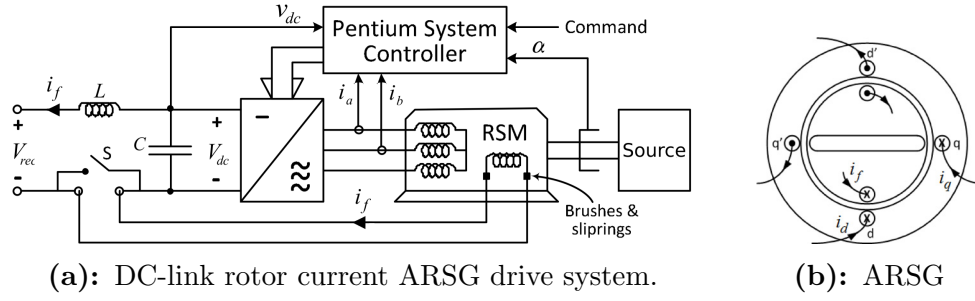 v_dc
Pentium System
Controller
Command
α
i_f
L
i_a
i_b
+
V_rec
-
S
C
+
V_dc
-
−
≈
RSM
Source
i_f
Brushes &
sliprings
d'
q'
q
i_f
i_q
i_d
d
(a): DC-link rotor current ARSG drive system.
(b): ARSG